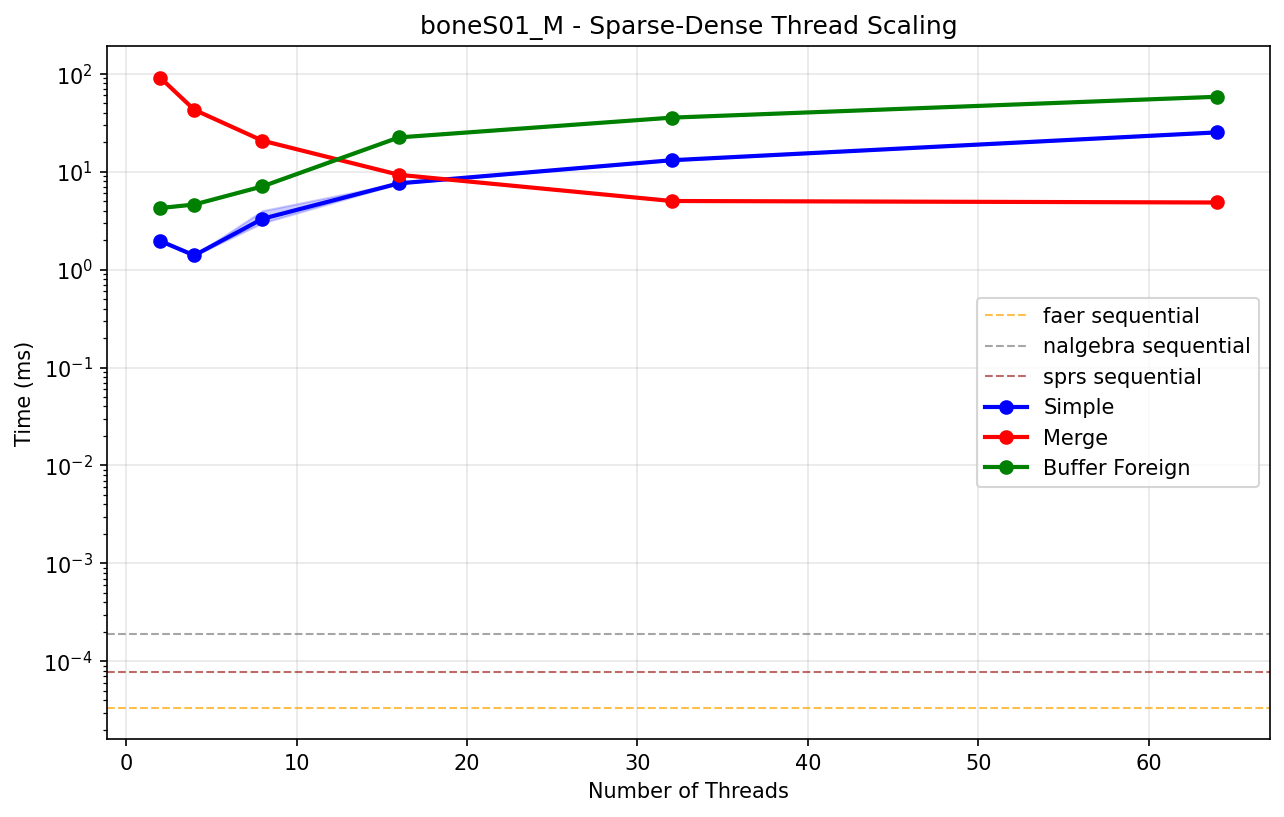 boneS01_M - Sparse-Dense Thread Scaling
Time (ms)
10²
10¹
10⁰
10⁻¹
10⁻²
10⁻³
10⁻⁴
faer sequential
nalgebra sequential
sprs sequential
Simple
Merge
Buffer Foreign
0 10 20 30 40 50 60
Number of Threads